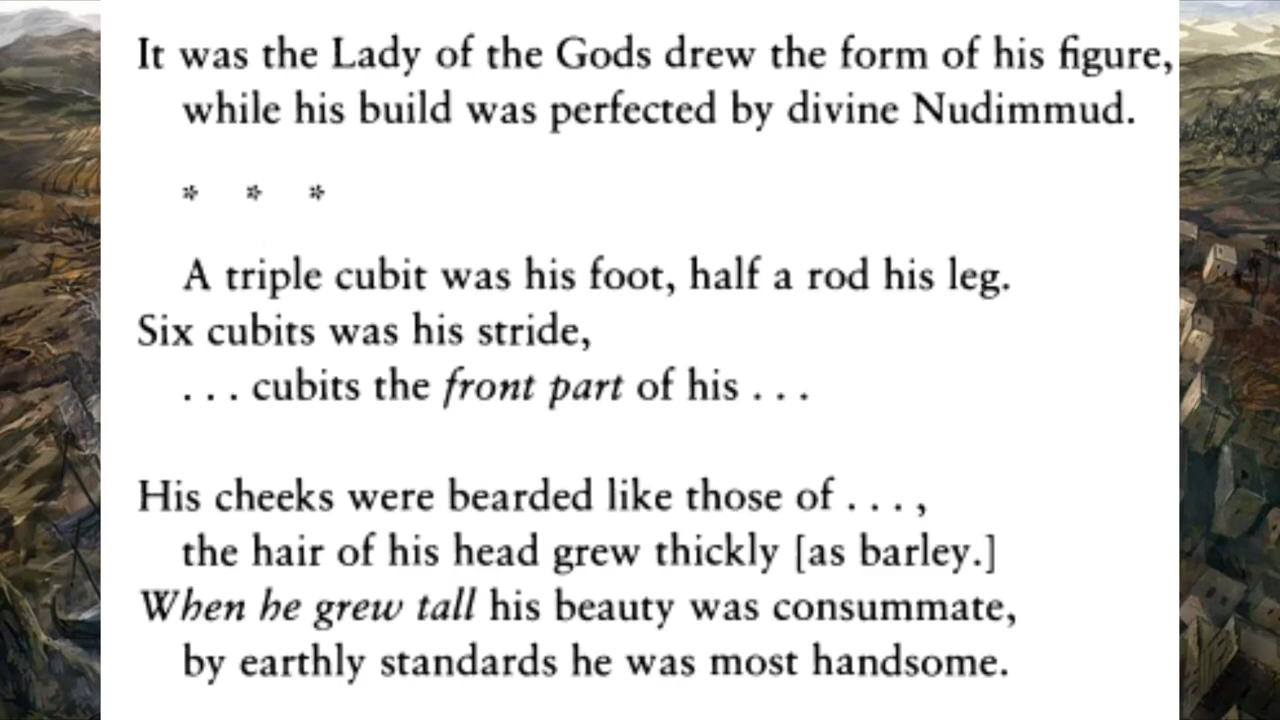 It was the Lady of the Gods drew the form of his figure,
while his build was perfected by divine Nudimmud.
* * *
A triple cubit was his foot, half a rod his leg.
Six cubits was his stride,
. . . cubits the front part of his . . .
His cheeks were bearded like those of . . . ,
the hair of his head grew thickly [as barley.]
When he grew tall his beauty was consummate,
by earthly standards he was most handsome.